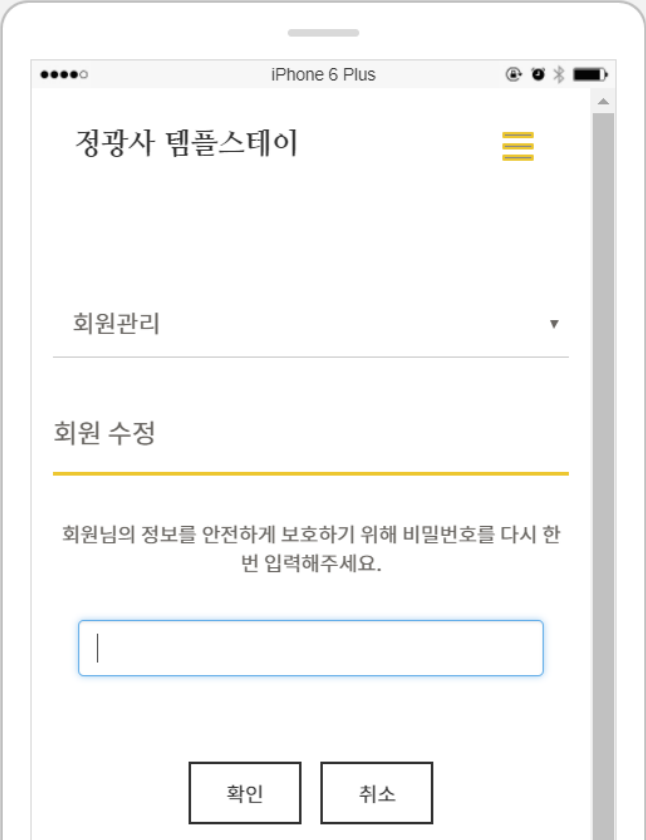 iPhone 6 Plus
정광사 템플스테이
회원관리 ▼
회원 수정
회원님의 정보를 안전하게 보호하기 위해 비밀번호를 다시 한
번 입력해주세요.
확인 취소